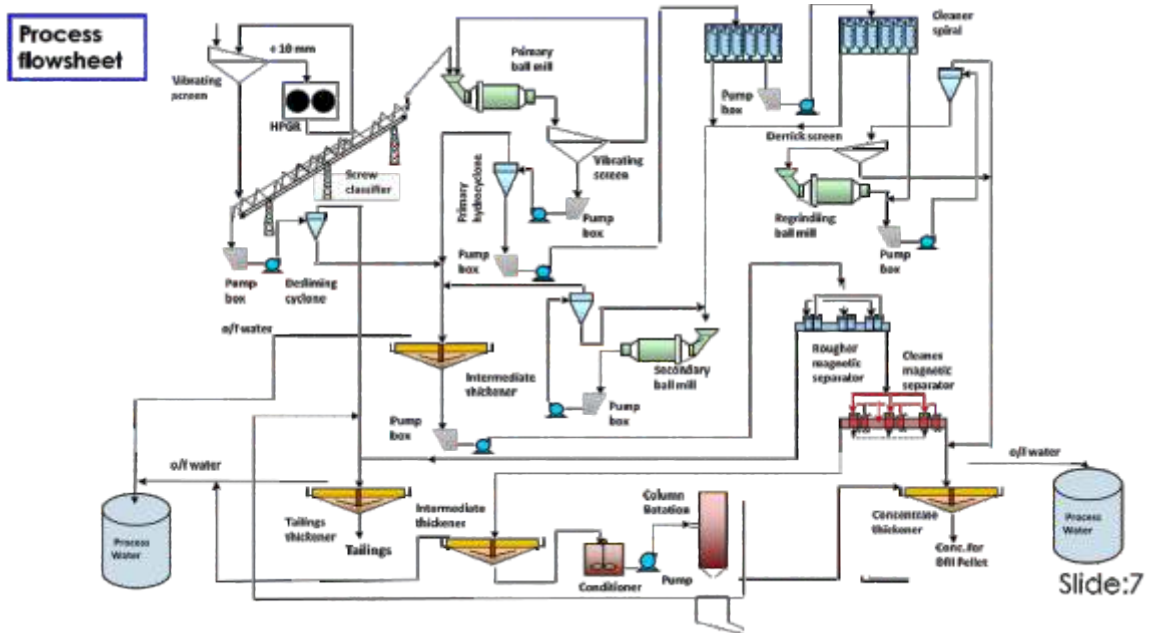 Process
flowsheet
+ 10 mm
Vibrating
screen
HPGR
Screw
classifier
Pump
box
Desliming
cyclone
Primary
ball mill
Vibrating
screen
Primary
hydrocyclone
Pump
box
Pump
box
Pump
box
Cleaner
spiral
Derrick screen
Regrinding
ball mill
Pump
box
o/f water
Intermediate
thickener
Secondary
ball mill
Pump
box
Pump
box
Rougher
magnetic
separator
Cleaner
magnetic
separator
o/f water
o/f water
Process
Water
Tailings
thickener
Tailings
Intermediate
thickener
Conditioner
Pump
Column
flotation
Concentrate
thickener
Conc. for
DRI Pellet
Process
Water
Slide:7